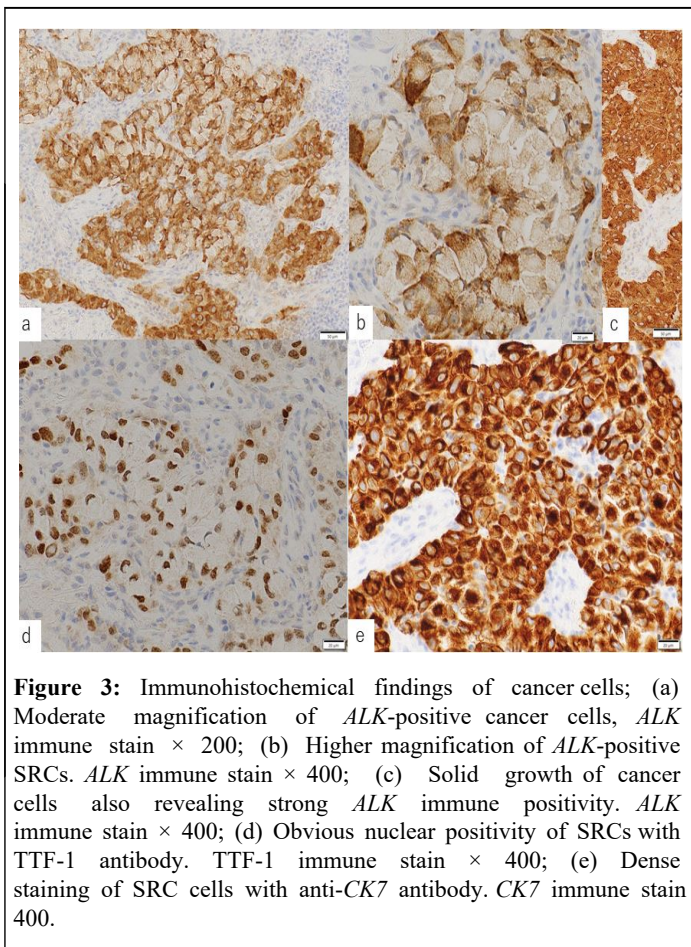 a
b
c
d
e
Figure 3: Immunohistochemical findings of cancer cells; (a)
Moderate magnification of ALK-positive cancer cells, ALK
immune stain × 200; (b) Higher magnification of ALK-positive
SRCs. ALK immune stain × 400; (c) Solid growth of cancer
cells also revealing strong ALK immune positivity. ALK
immune stain × 400; (d) Obvious nuclear positivity of SRCs with
TTF-1 antibody. TTF-1 immune stain × 400; (e) Dense
staining of SRC cells with anti-CK7 antibody. CK7 immune stain
400.